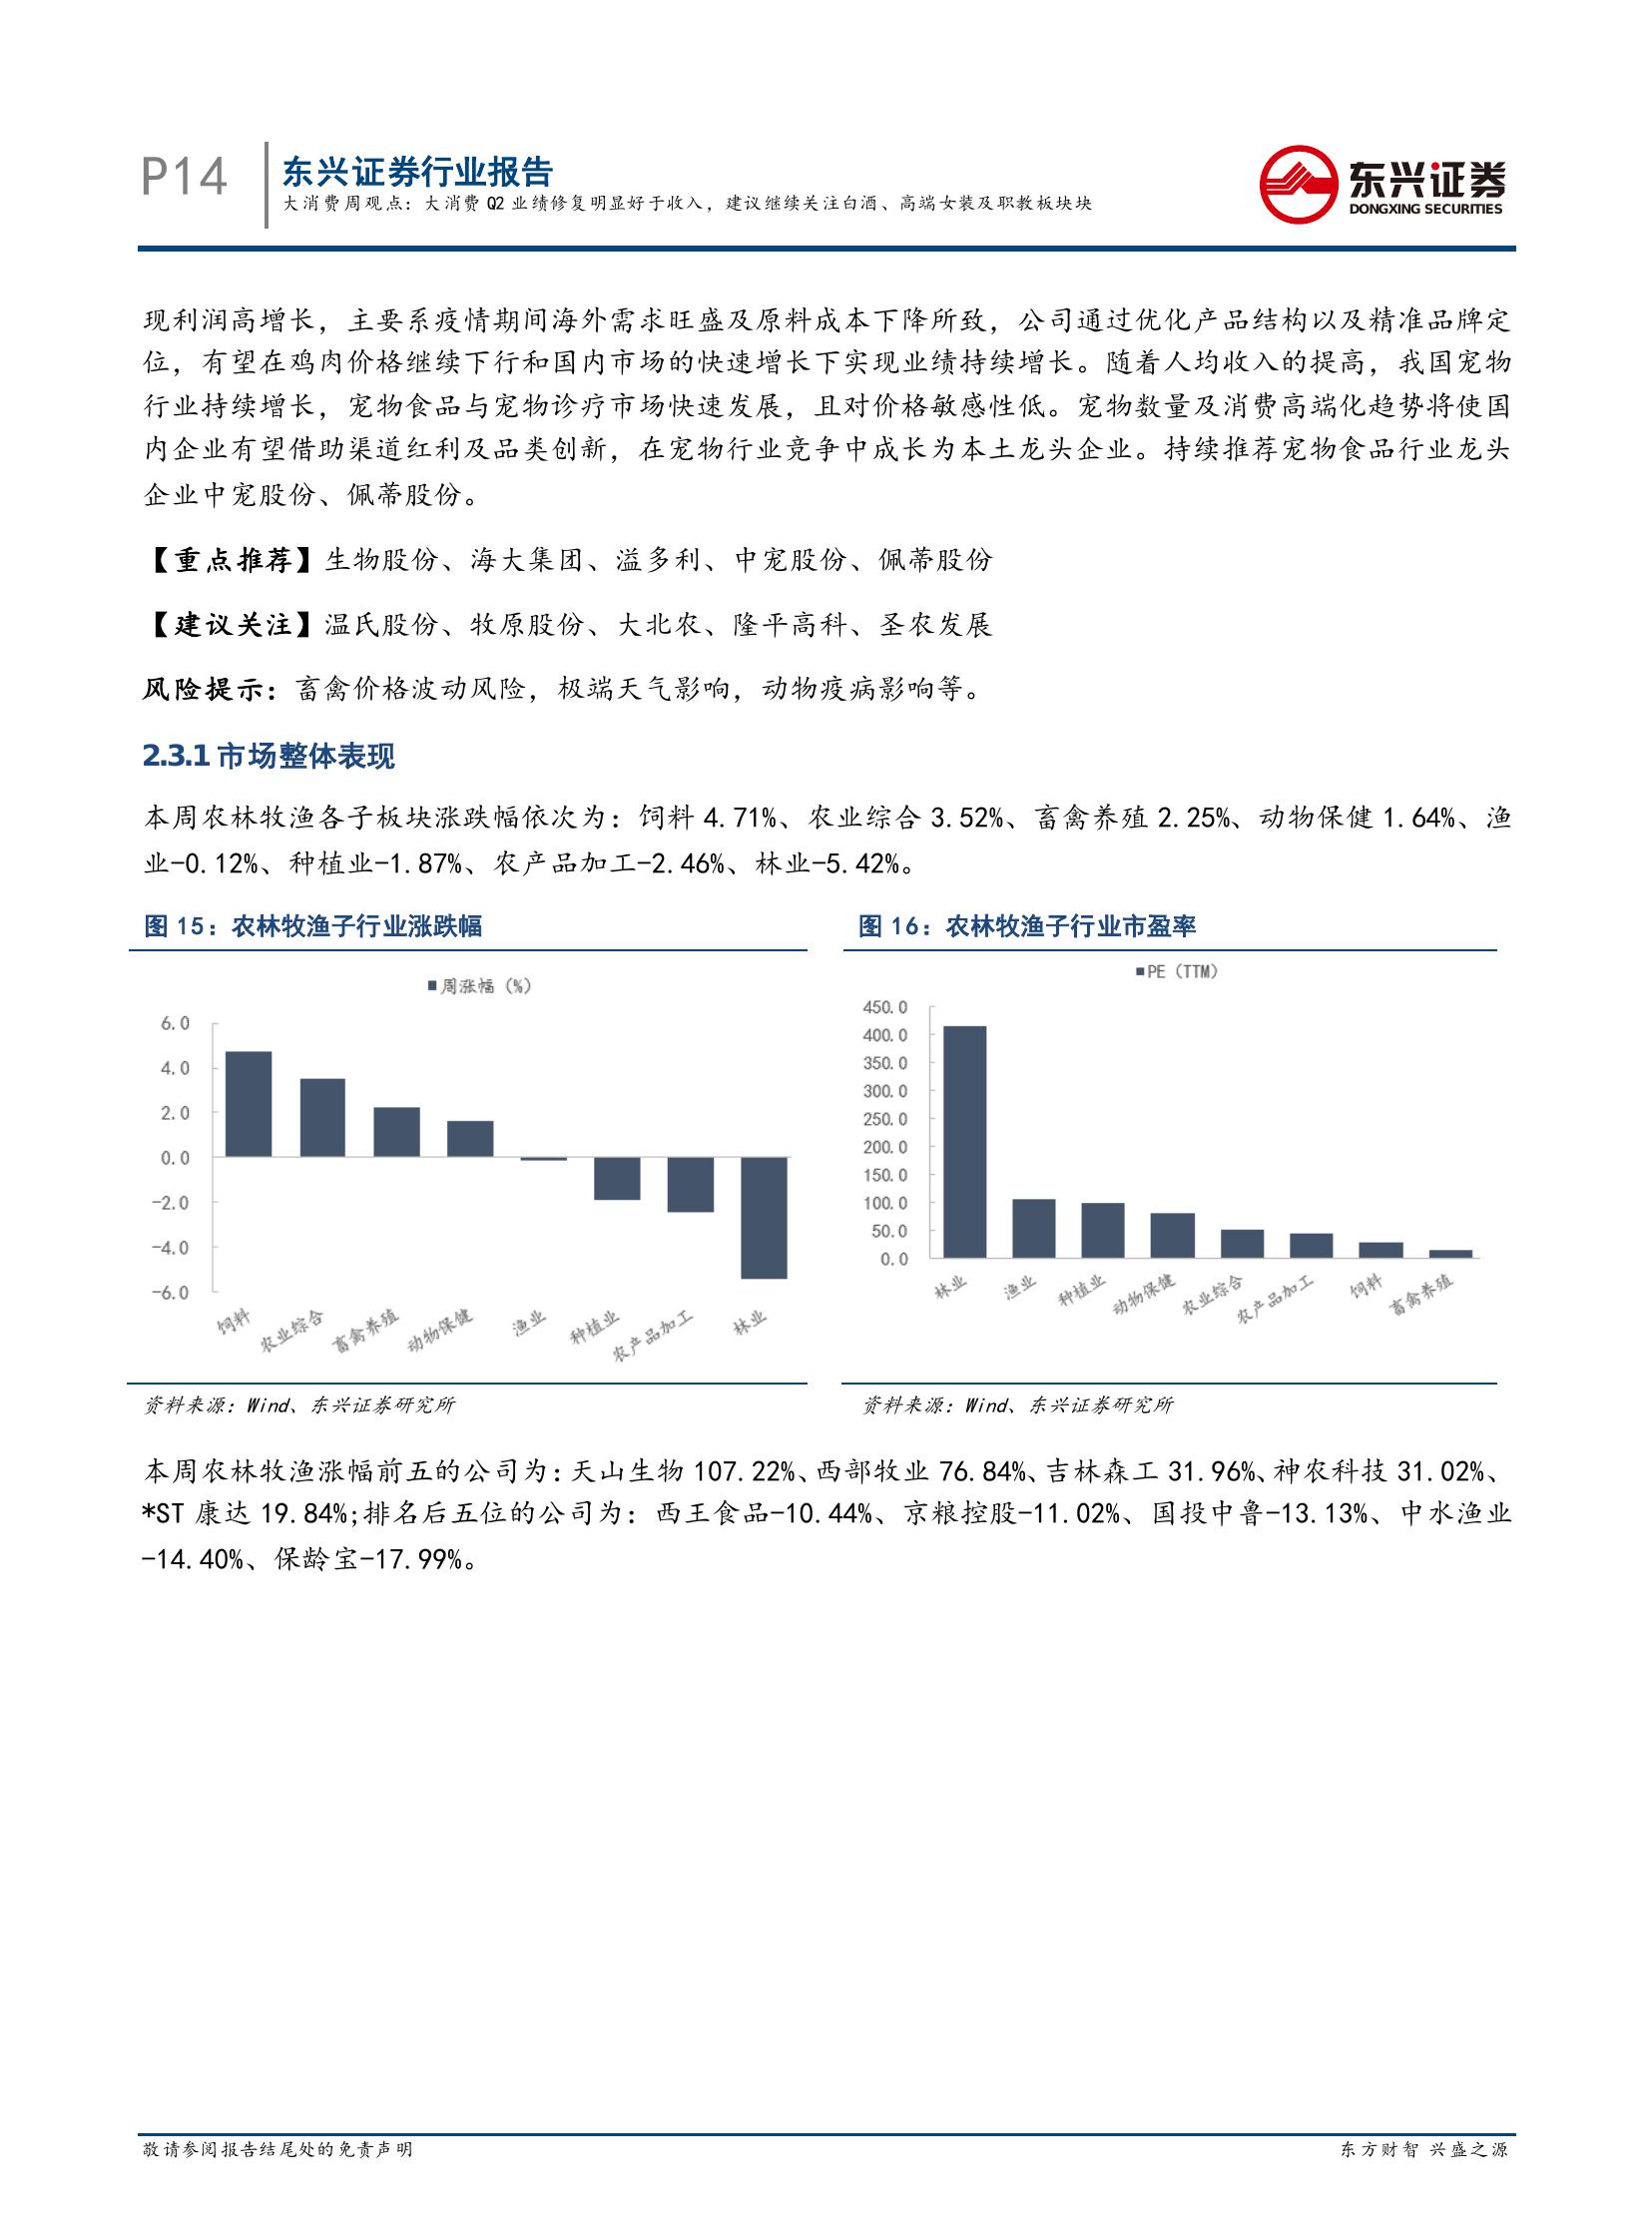 P14
东兴证券行业报告
大消费周观点：大消费 Q2 业绩修复明显好于收入，建议继续关注白酒、高端女装及职教板块块
东兴证券
DONGXING SECURITIES
现利润高增长，主要系疫情期间海外需求旺盛及原料成本下降所致，公司通过优化产品结构以及精准品牌定
位，有望在鸡肉价格继续下行和国内市场的快速增长下实现业绩持续增长。随着人均收入的提高，我国宠物
行业持续增长，宠物食品与宠物诊疗市场快速发展，且对价格敏感性低。宠物数量及消费高端化趋势将使国
内企业有望借助渠道红利及品类创新，在宠物行业竞争中成长为本土龙头企业。持续推荐宠物食品行业龙头
企业中宠股份、佩蒂股份。
【重点推荐】生物股份、海大集团、溢多利、中宠股份、佩蒂股份
【建议关注】温氏股份、牧原股份、大北农、隆平高科、圣农发展
风险提示：畜禽价格波动风险，极端天气影响，动物疫病影响等。
2.3.1 市场整体表现
本周农林牧渔各子板块涨跌幅依次为：饲料 4.71%、农业综合 3.52%、畜禽养殖 2.25%、动物保健 1.64%、渔
业-0.12%、种植业-1.87%、农产品加工-2.46%、林业-5.42%。
图 15：农林牧渔子行业涨跌幅
周涨幅（%）
6.0
4.0
2.0
0.0
-2.0
-4.0
-6.0
饲料
农业综合
畜禽养殖
动物保健
渔业
种植业
农产品加工
林业
资料来源：Wind、东兴证券研究所
图 16：农林牧渔子行业市盈率
PE（TTM）
450.0
400.0
350.0
300.0
250.0
200.0
150.0
100.0
50.0
0.0
林业
渔业
种植业
动物保健
农业综合
农产品加工
饲料
畜禽养殖
资料来源：Wind、东兴证券研究所
本周农林牧渔涨幅前五的公司为：天山生物 107.22%、西部牧业 76.84%、吉林森工 31.96%、神农科技 31.02%、
*ST 康达 19.84%;排名后五位的公司为：西王食品-10.44%、京粮控股-11.02%、国投中鲁-13.13%、中水渔业
-14.40%、保龄宝-17.99%。
敬请参阅报告结尾处的免责声明
东方财智 兴盛之源